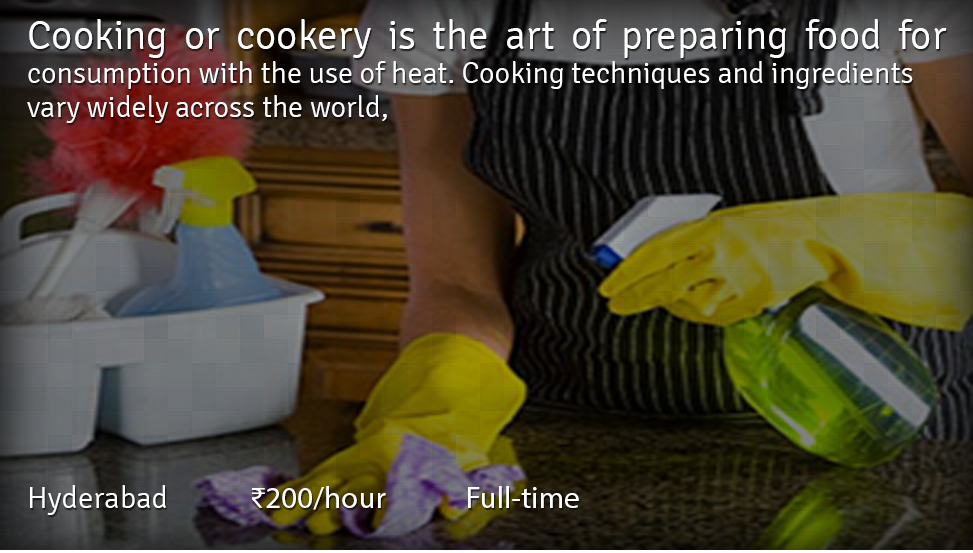 Cooking or cookery is the art of preparing food for
consumption with the use of heat. Cooking techniques and ingredients
vary widely across the world,
Hyderabad ₹200/hour Full-time